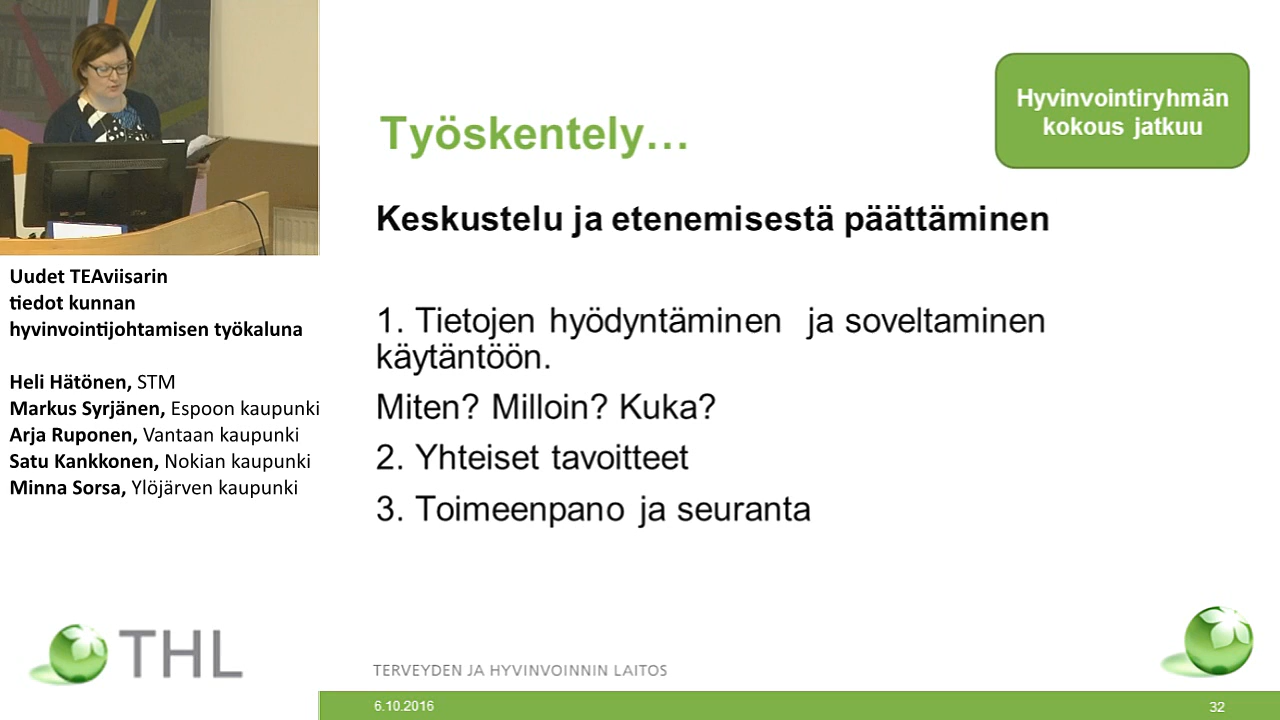 Hyvinvointiryhmän
kokous jatkuu
Työskentely…
Keskustelu ja etenemisestä päättäminen
1. Tietojen hyödyntäminen ja soveltaminen
käytäntöön.
Miten? Milloin? Kuka?
2. Yhteiset tavoitteet
3. Toimeenpano ja seuranta
Uudet TEAviisarin
tiedot kunnan
hyvinvointijohtamisen työkaluna
Heli Hätönen, STM
Markus Syrjänen, Espoon kaupunki
Arja Ruponen, Vantaan kaupunki
Satu Kankkonen, Nokian kaupunki
Minna Sorsa, Ylöjärven kaupunki
THL
TERVEYDEN JA HYVINVOINNIN LAITOS
6.10.2016
32